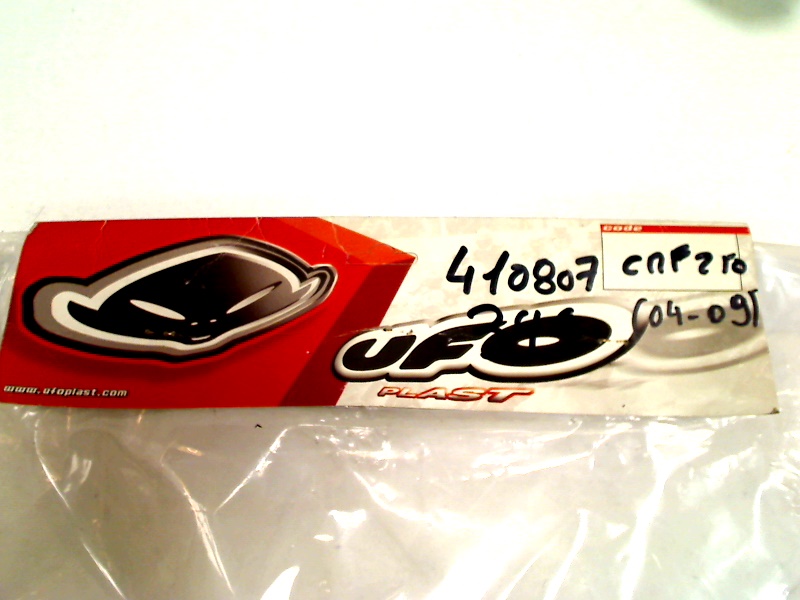 code
410807
CRF250
(04-09)
UFO
PLAST
www.ufoplast.com